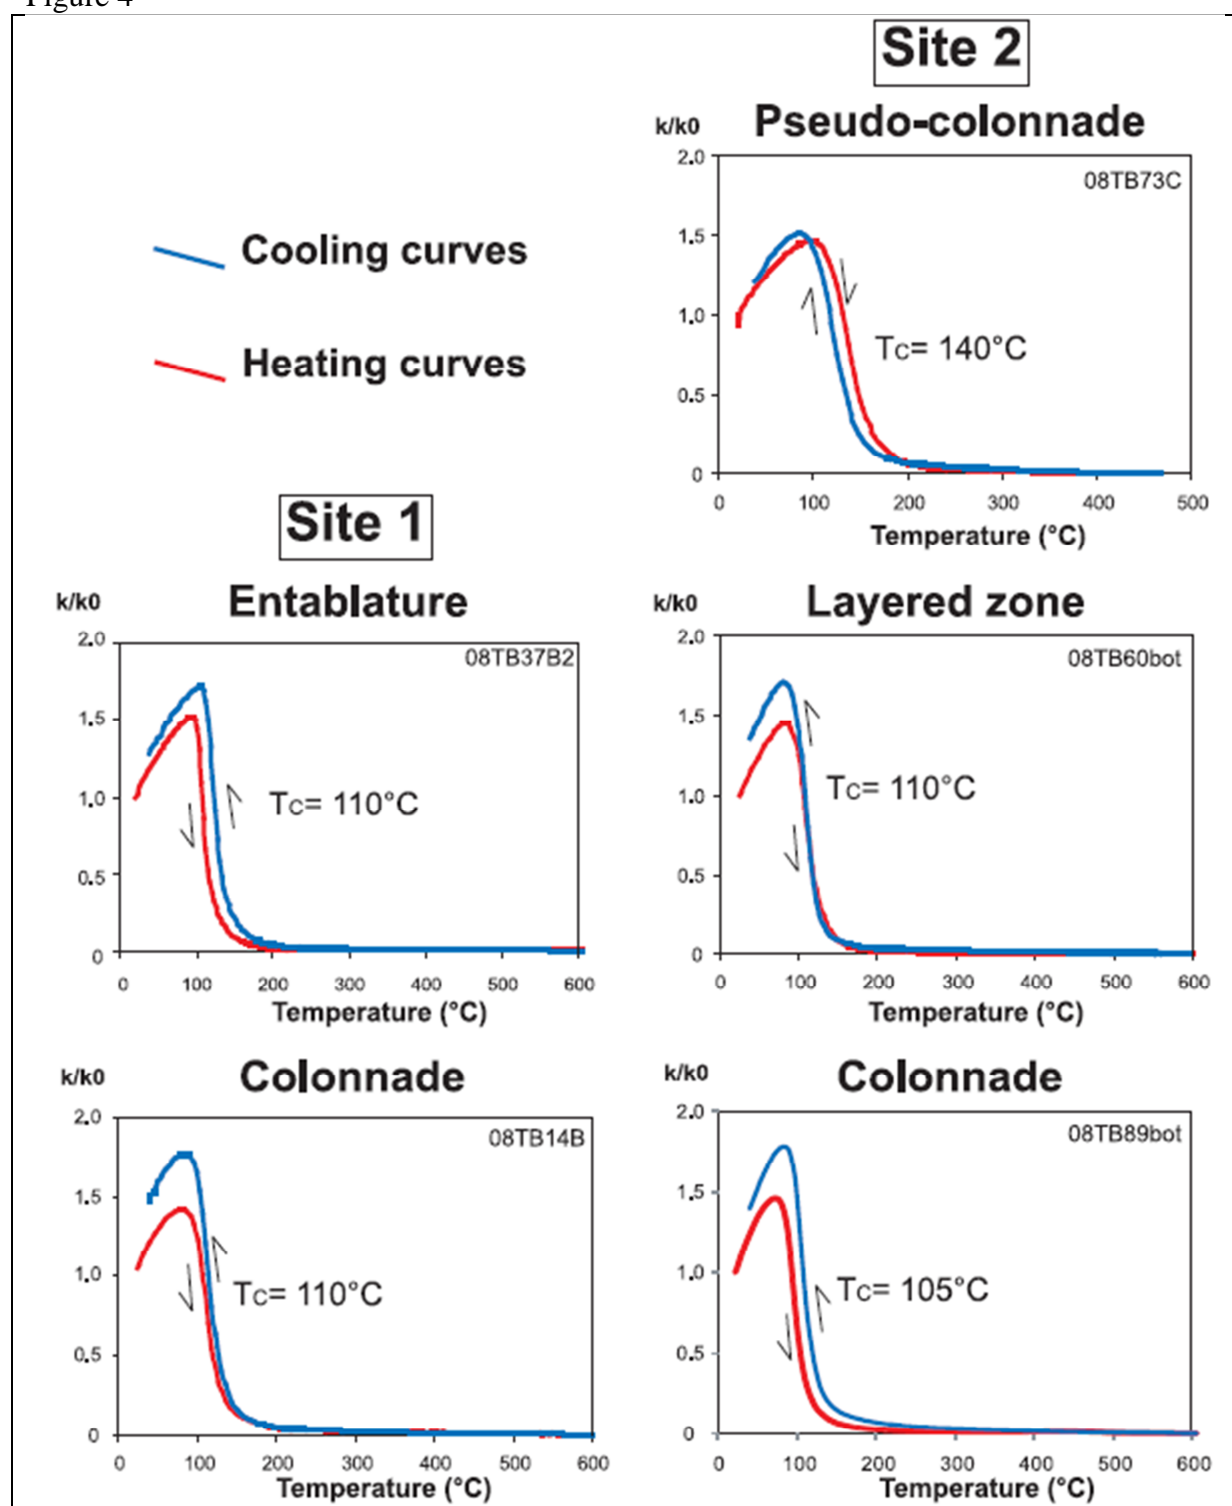 Figure 4
Site 2
Pseudo-colonnade
k/k0
08TB73C
2.0
1.5
1.0
0.5
0
Tc= 140°C
0 100 200 300 400 500
Temperature (°C)
Cooling curves
Heating curves
Site 1
Entablature
k/k0
08TB37B2
2.0
1.5
1.0
0.5
0
Tc= 110°C
0 100 200 300 400 500 600
Temperature (°C)
Layered zone
k/k0
08TB60bot
2.0
1.5
1.0
0.5
0
Tc= 110°C
0 100 200 300 400 500 600
Temperature (°C)
Colonnade
k/k0
08TB14B
2.0
1.5
1.0
0.5
0
Tc= 110°C
0 100 200 300 400 500 600
Temperature (°C)
Colonnade
k/k0
08TB89bot
2.0
1.5
1.0
0.5
0
Tc= 105°C
0 100 200 300 400 500 600
Temperature (°C)